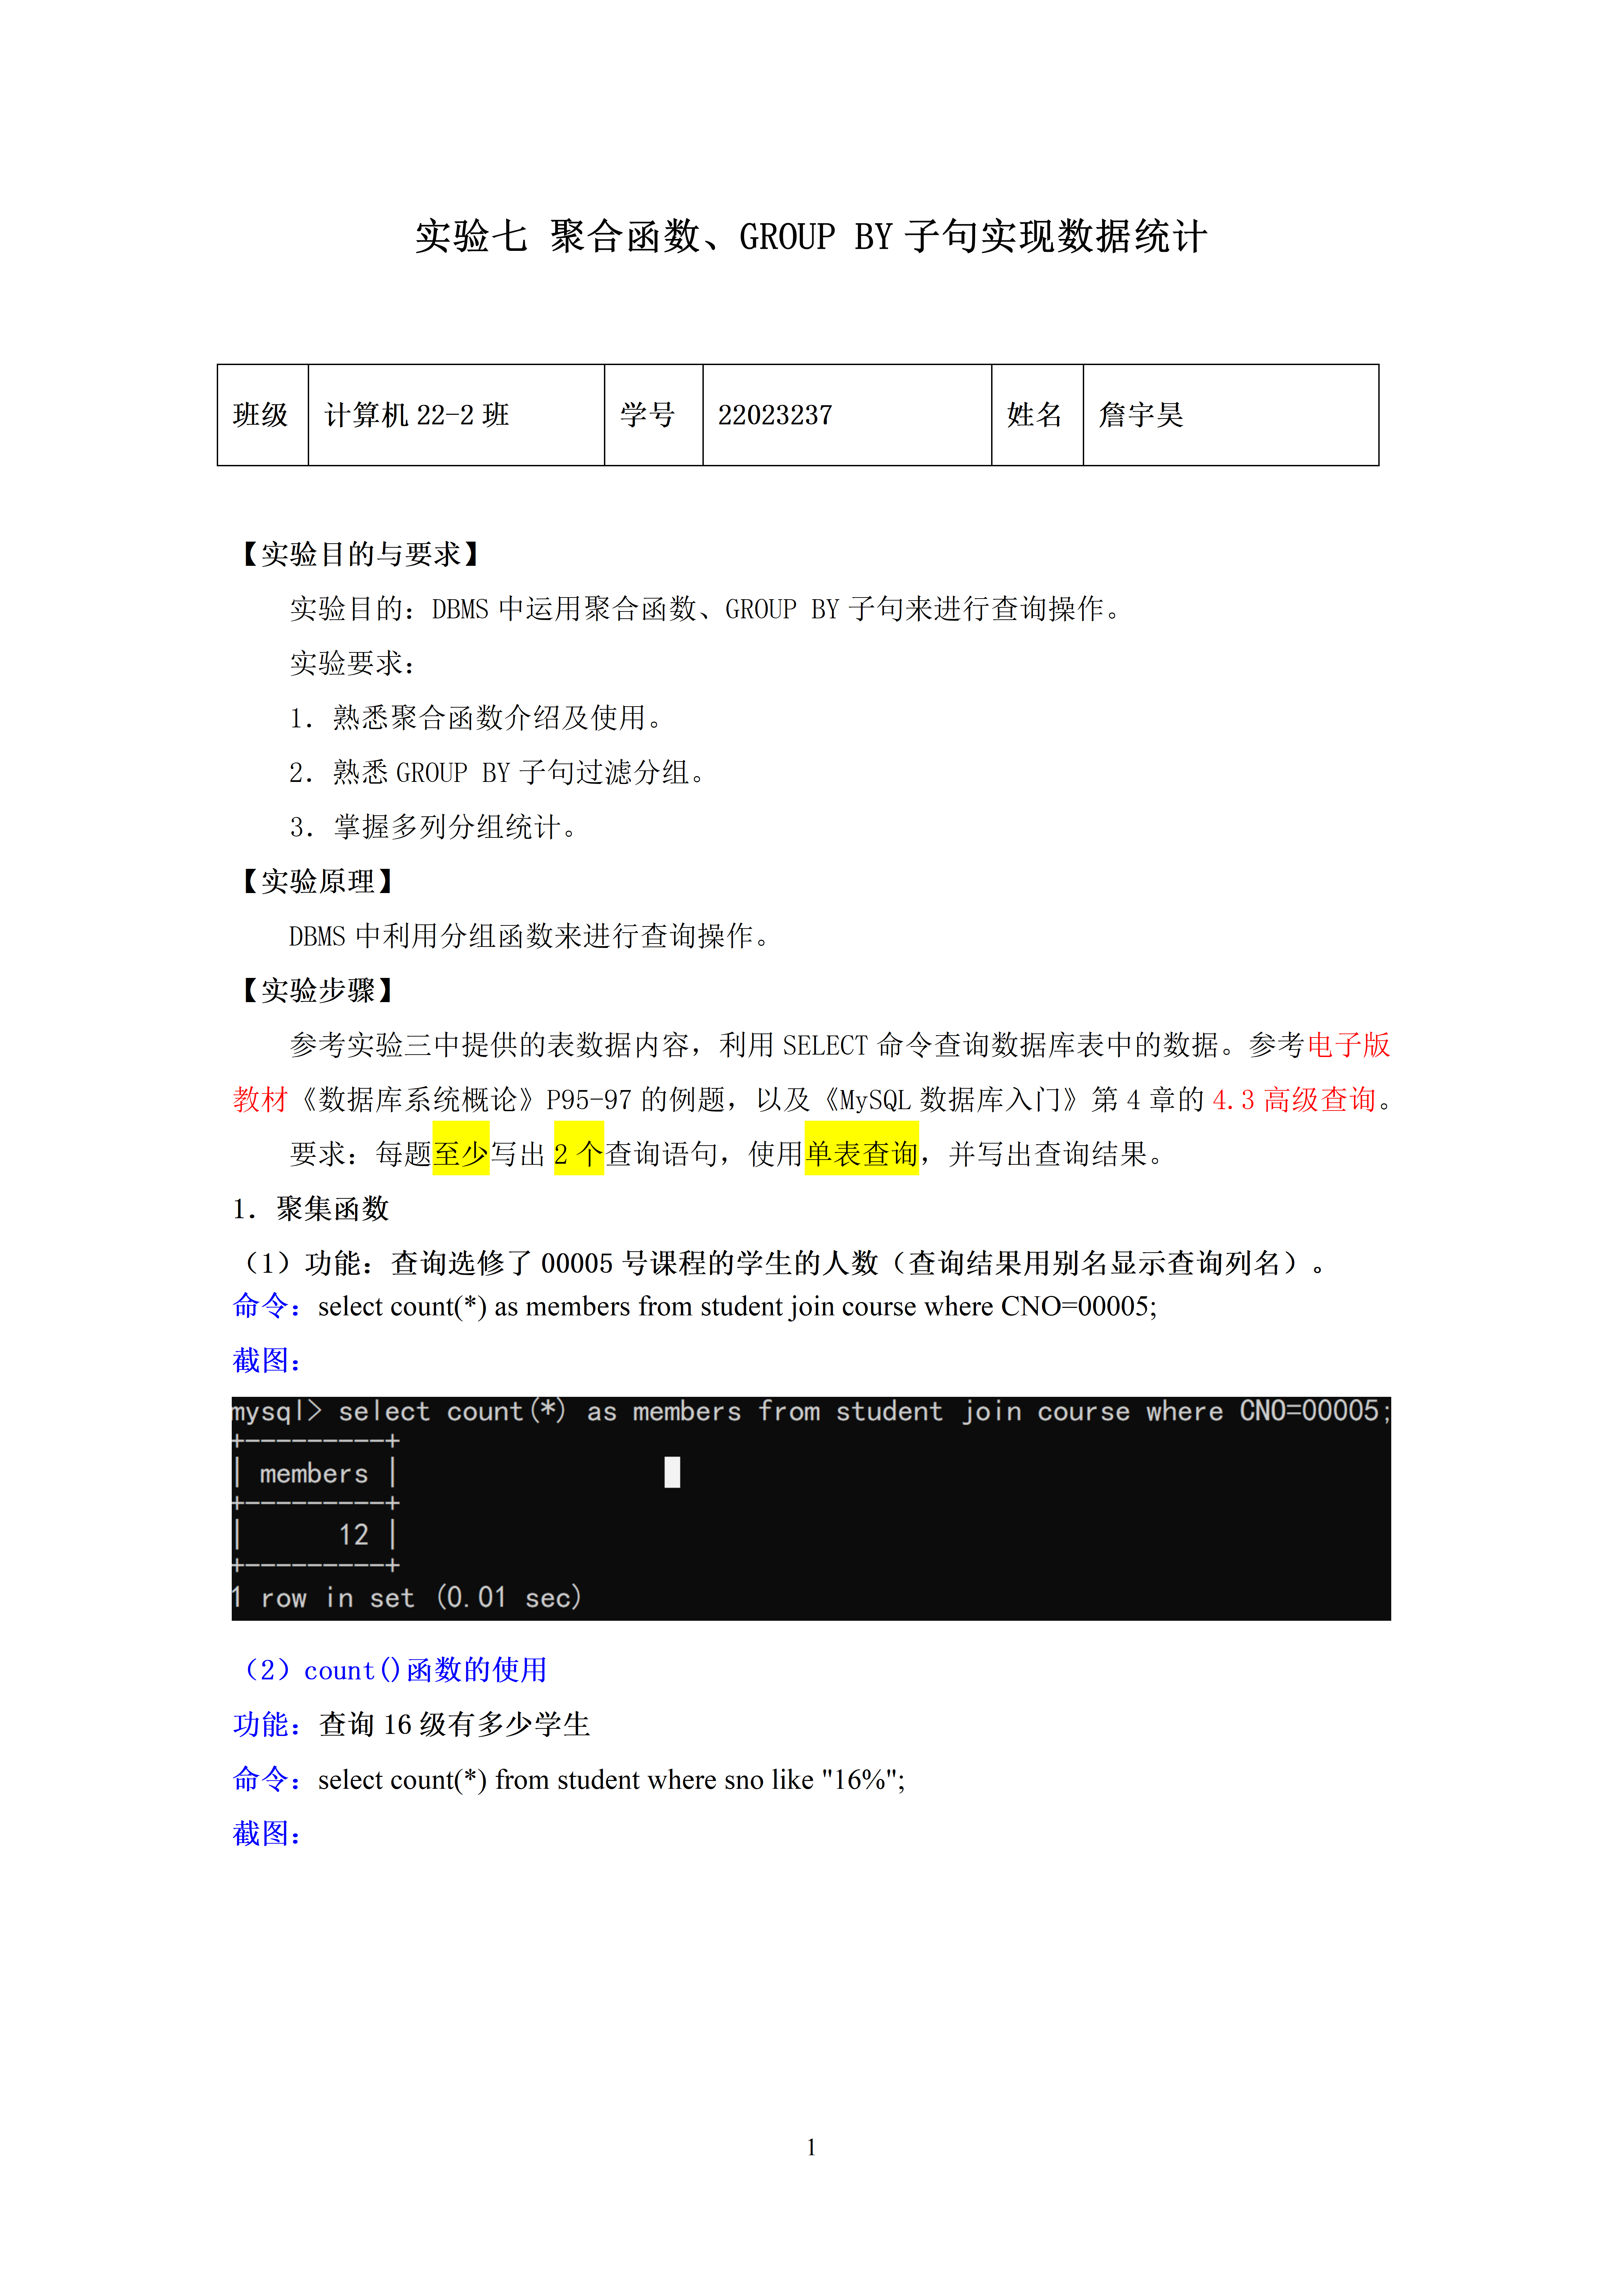 实验七 聚合函数、GROUP BY 子句实现数据统计
班级 计算机 22-2 班 学号 22023237 姓名 詹宇昊
【实验目的与要求】
实验目的：DBMS 中运用聚合函数、GROUP BY 子句来进行查询操作。
实验要求：
1. 熟悉聚合函数介绍及使用。
2. 熟悉 GROUP BY 子句过滤分组。
3. 掌握多列分组统计。
【实验原理】
DBMS 中利用分组函数来进行查询操作。
【实验步骤】
参考实验三中提供的表数据内容，利用 SELECT 命令查询数据库表中的数据。参考电子版
教材《数据库系统概论》P95-97 的例题，以及《MySQL 数据库入门》第 4 章的 4.3 高级查询。
要求：每题至少写出 2 个查询语句，使用单表查询，并写出查询结果。
1. 聚集函数
（1）功能：查询选修了 00005 号课程的学生的人数（查询结果用别名显示查询列名）。
命令：select count(*) as members from student join course where CNO=00005;
截图：
mysql> select count(*) as members from student join course where CNO=00005;
+---------+
| members |
+---------+
|      12 |
+---------+
1 row in set (0.01 sec)
（2）count()函数的使用
功能：查询 16 级有多少学生
命令：select count(*) from student where sno like "16%";
截图：
1